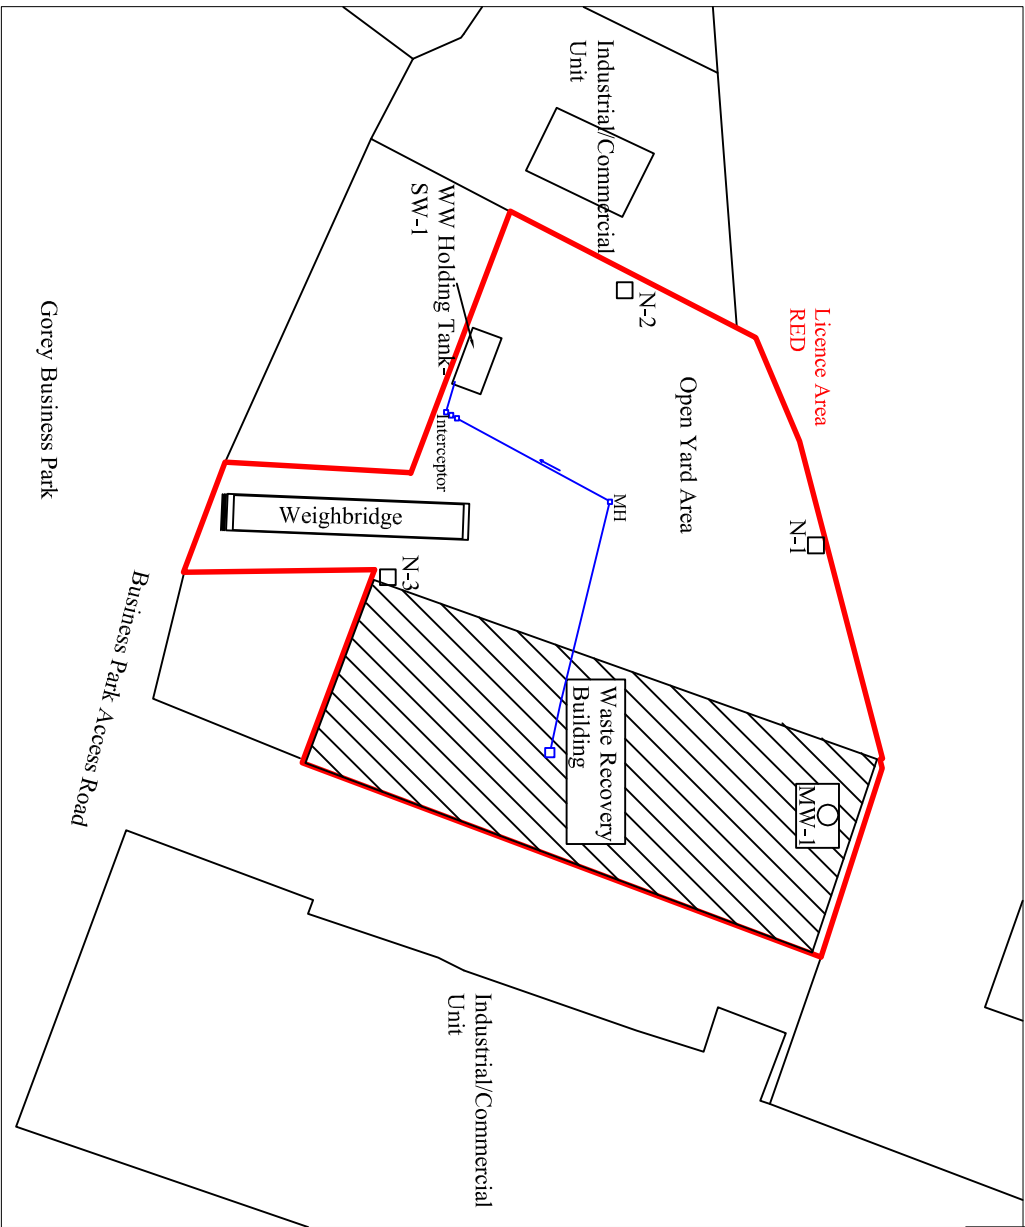 Industrial/Commercial
Unit
WW Holding Tank-
SW-1
N-2
Licence Area
RED
Open Yard Area
Gorey Business Park
Interceptor
MH
N-1
Weighbridge
N-3
Business Park Access Road
Waste Recovery
Building
MW-1
Industrial/Commercial
Unit